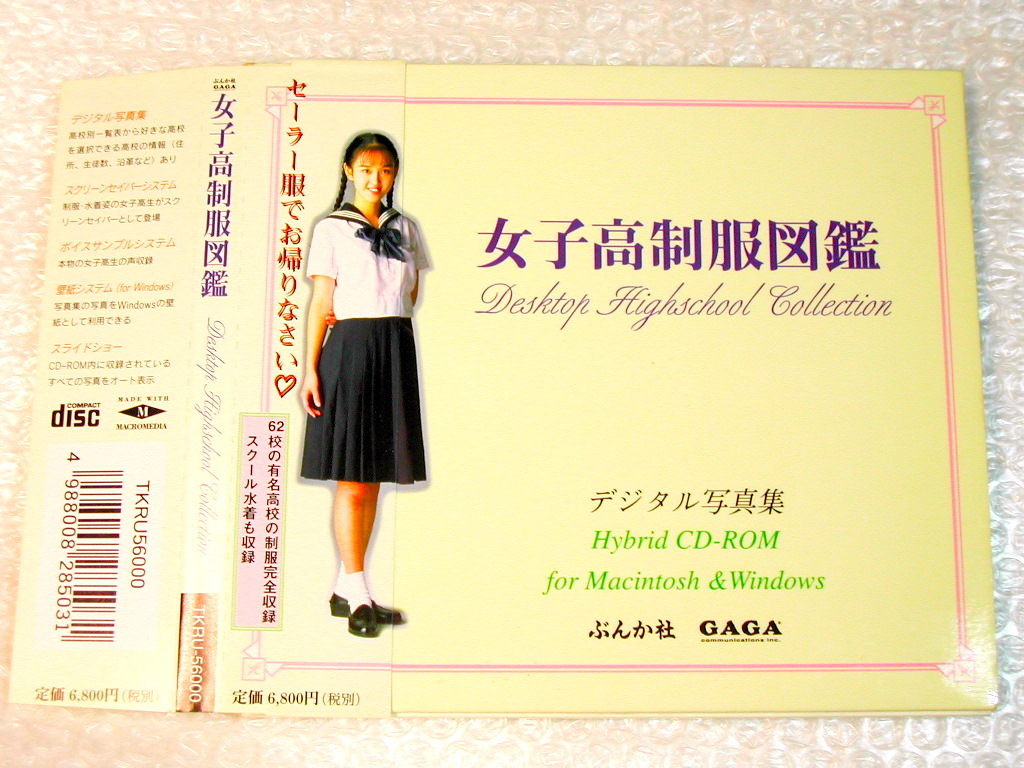 デジタル写真集
高校別一覧表から好きな高校
を選択できる高校の情報（住
所、生徒数、沿革など）あり
スクリーンセイバーシステム
制服・水着姿の女子高生がスク
リーンセイバーとして登場
ボイスサンプルシステム
本物の女子高生の声収録
壁紙システム (for Windows)
写真集の写真をWindowsの壁
紙として利用できる
スライドショー
CD-ROM内に収録されている
すべての写真をオート表示
COMPACT
disc
MADE WITH
M
MACROMEDIA
TKRU56000
4 988008 285031
定価 6,800円(税別)
ぶんか社
GAGA
女子高制服図鑑
Desktop Highschool Collection
TKRU-56000
セーラー服でお帰りなさい♡
62校の有名高校の制服完全収録
スクール水着も収録
定価 6,800円(税別)
女子高制服図鑑
Desktop Highschool Collection
デジタル写真集
Hybrid CD-ROM
for Macintosh &Windows
ぶんか社
GAGA
communications inc.